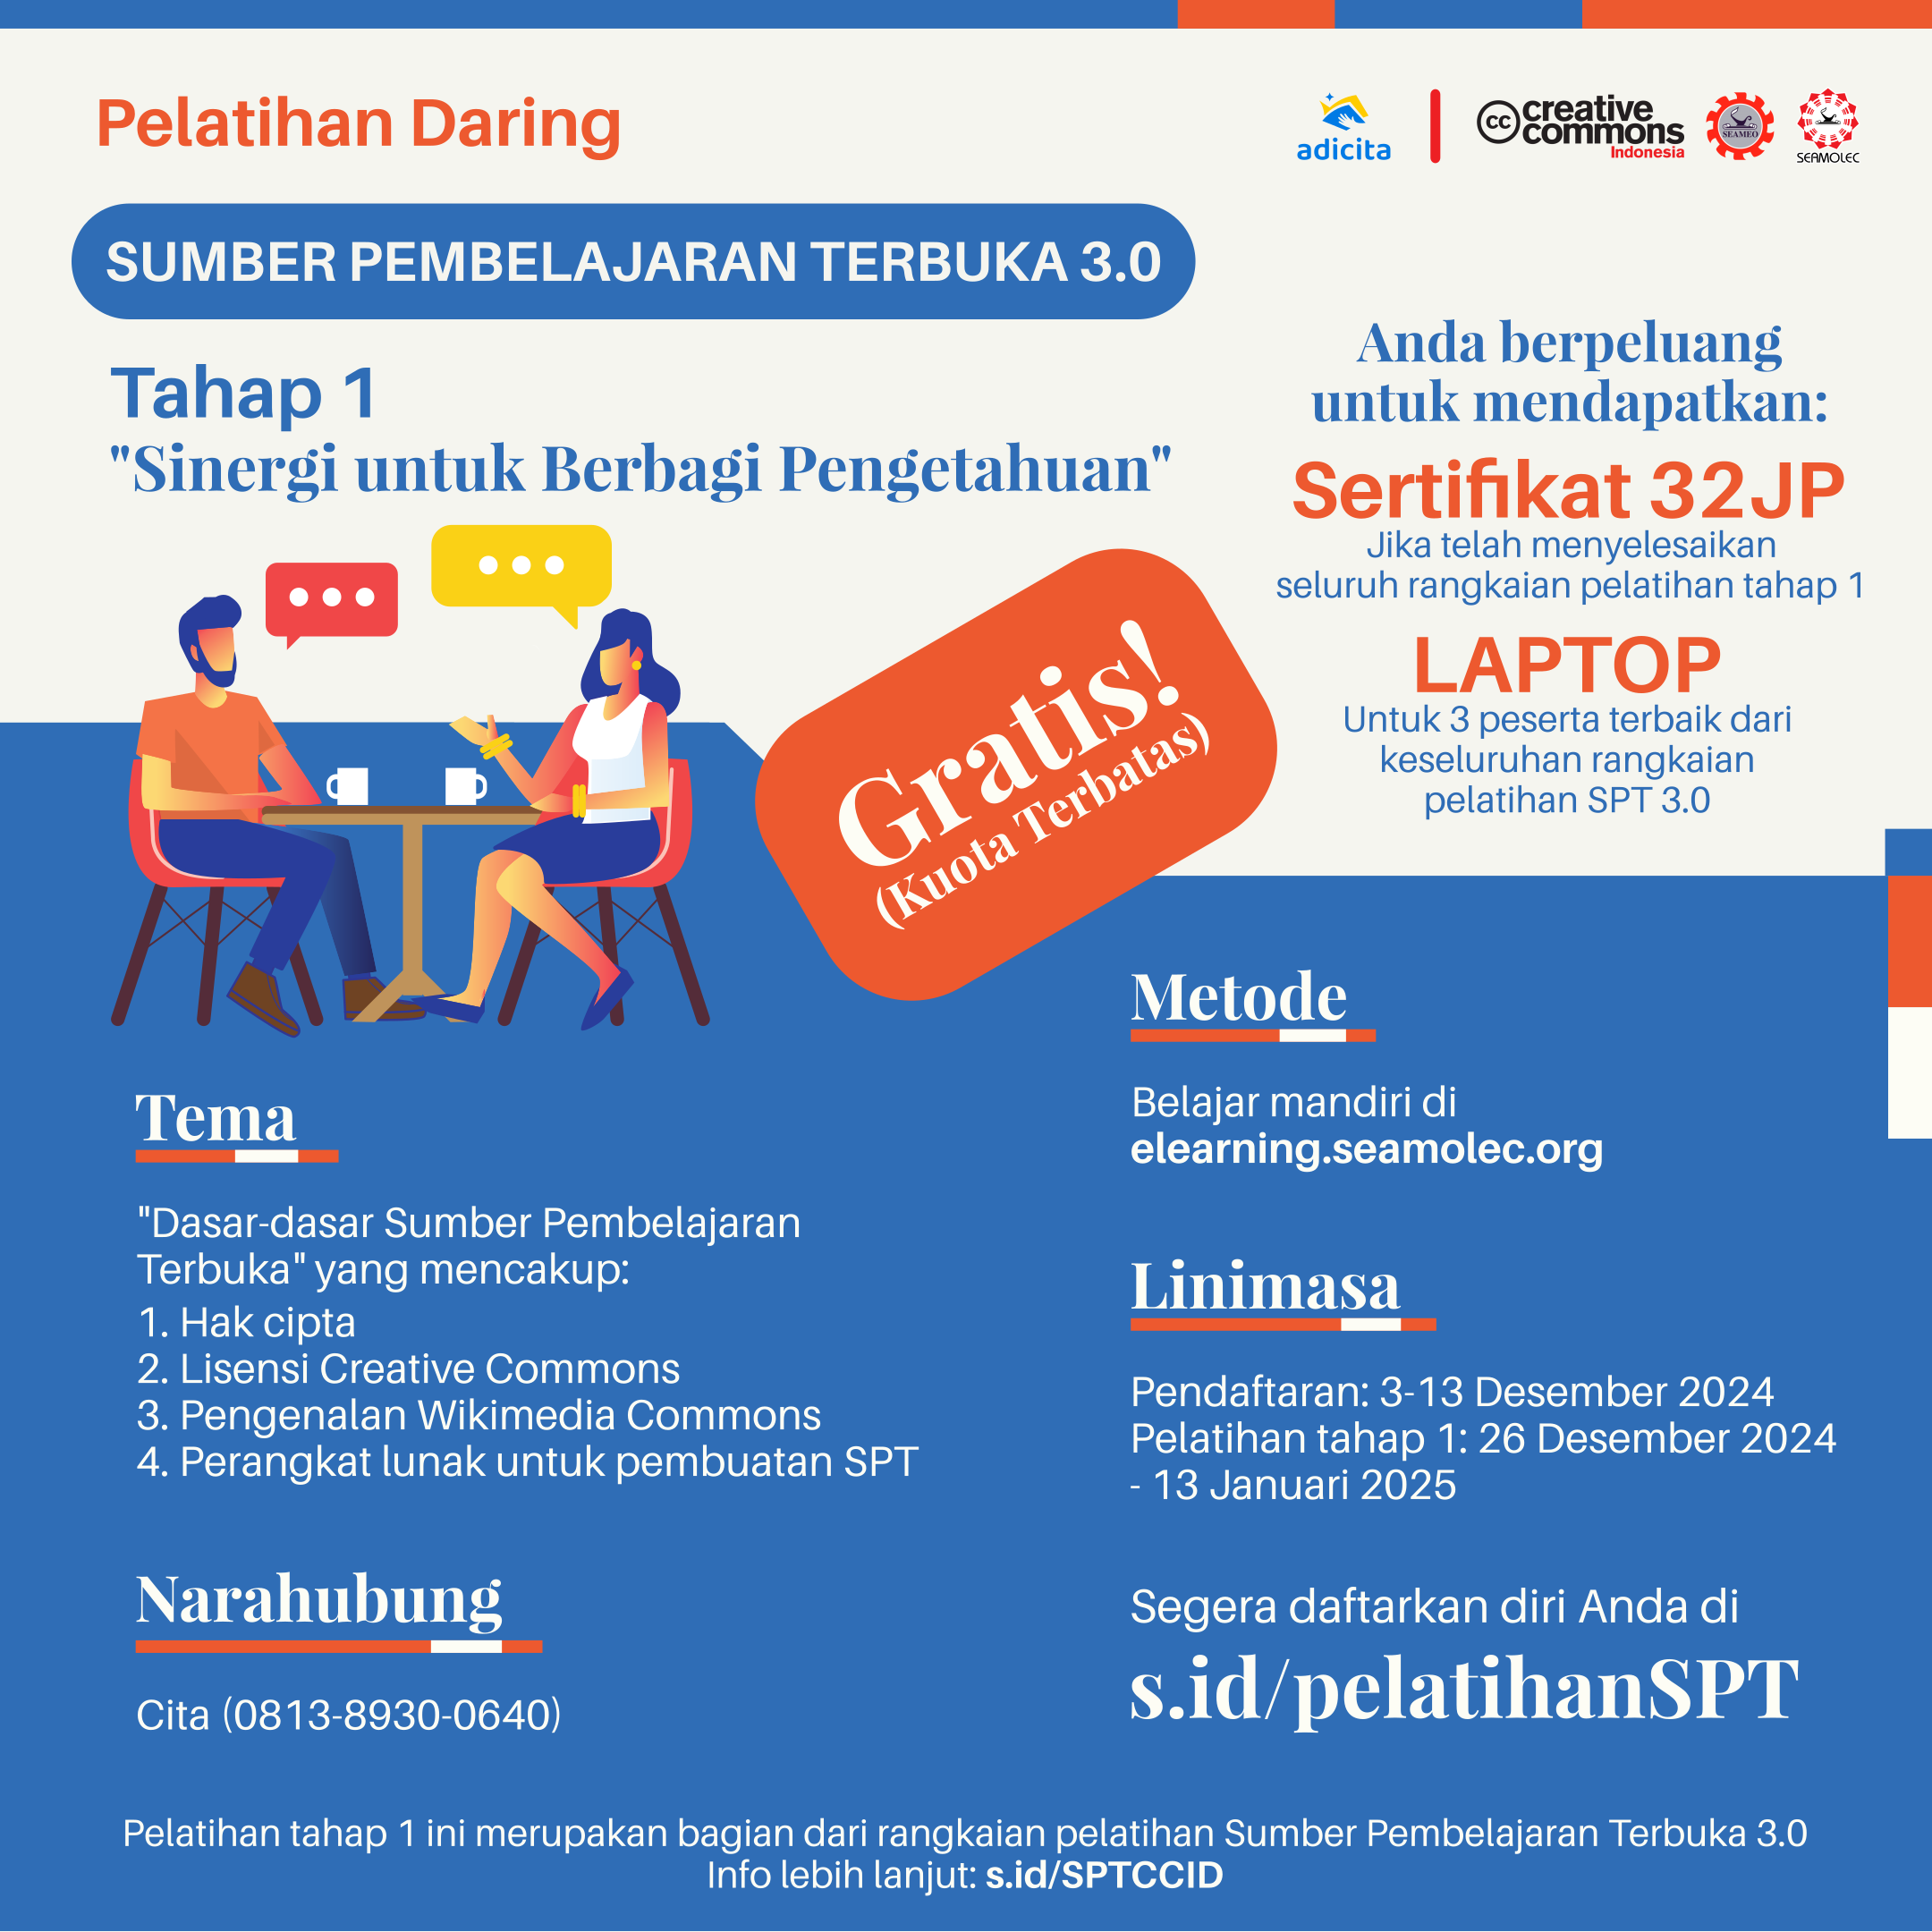 Pelatihan Daring
adicita
cc creative commons
Indonesia
SEAMEO
SEAMOLEC
SUMBER PEMBELAJARAN TERBUKA 3.0
Tahap 1
"Sinergi untuk Berbagi Pengetahuan"
Anda berpeluang
untuk mendapatkan:
Sertifikat 32JP
Jika telah menyelesaikan
seluruh rangkaian pelatihan tahap 1
LAPTOP
Untuk 3 peserta terbaik dari
keseluruhan rangkaian
pelatihan SPT 3.0
Gratis!
(Kuota Terbatas)
Tema
"Dasar-dasar Sumber Pembelajaran
Terbuka" yang mencakup:
1. Hak cipta
2. Lisensi Creative Commons
3. Pengenalan Wikimedia Commons
4. Perangkat lunak untuk pembuatan SPT
Narahubung
Cita (0813-8930-0640)
Metode
Belajar mandiri di
elearning.seamolec.org
Linimasa
Pendaftaran: 3-13 Desember 2024
Pelatihan tahap 1: 26 Desember 2024
- 13 Januari 2025
Segera daftarkan diri Anda di
s.id/pelatihanSPT
Pelatihan tahap 1 ini merupakan bagian dari rangkaian pelatihan Sumber Pembelajaran Terbuka 3.0
Info lebih lanjut: s.id/SPTCCID